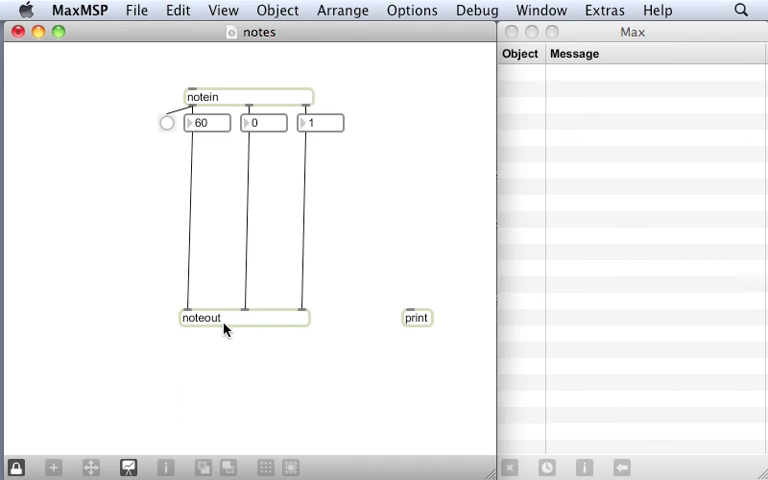 MaxMSP File Edit View Object Arrange Options Debug Window Extras Help
notes
Max
Object Message
notein
60 0 1
noteout
print